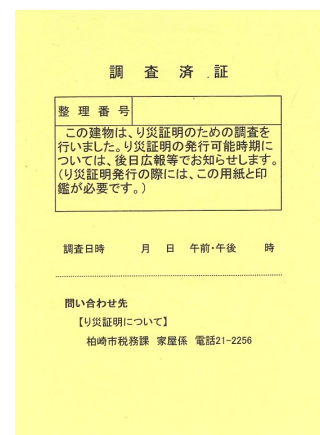 調査済証
整理番号
この建物は、り災証明のための調査を
行いました。り災証明の発行可能時期に
ついては、後日広報等でお知らせします。
(り災証明発行の際には、この用紙と印
鑑が必要です。)
調査日時 月 日 午前・午後 時
問い合わせ先
【り災証明について】
柏崎市税務課 家屋係 電話21-2256